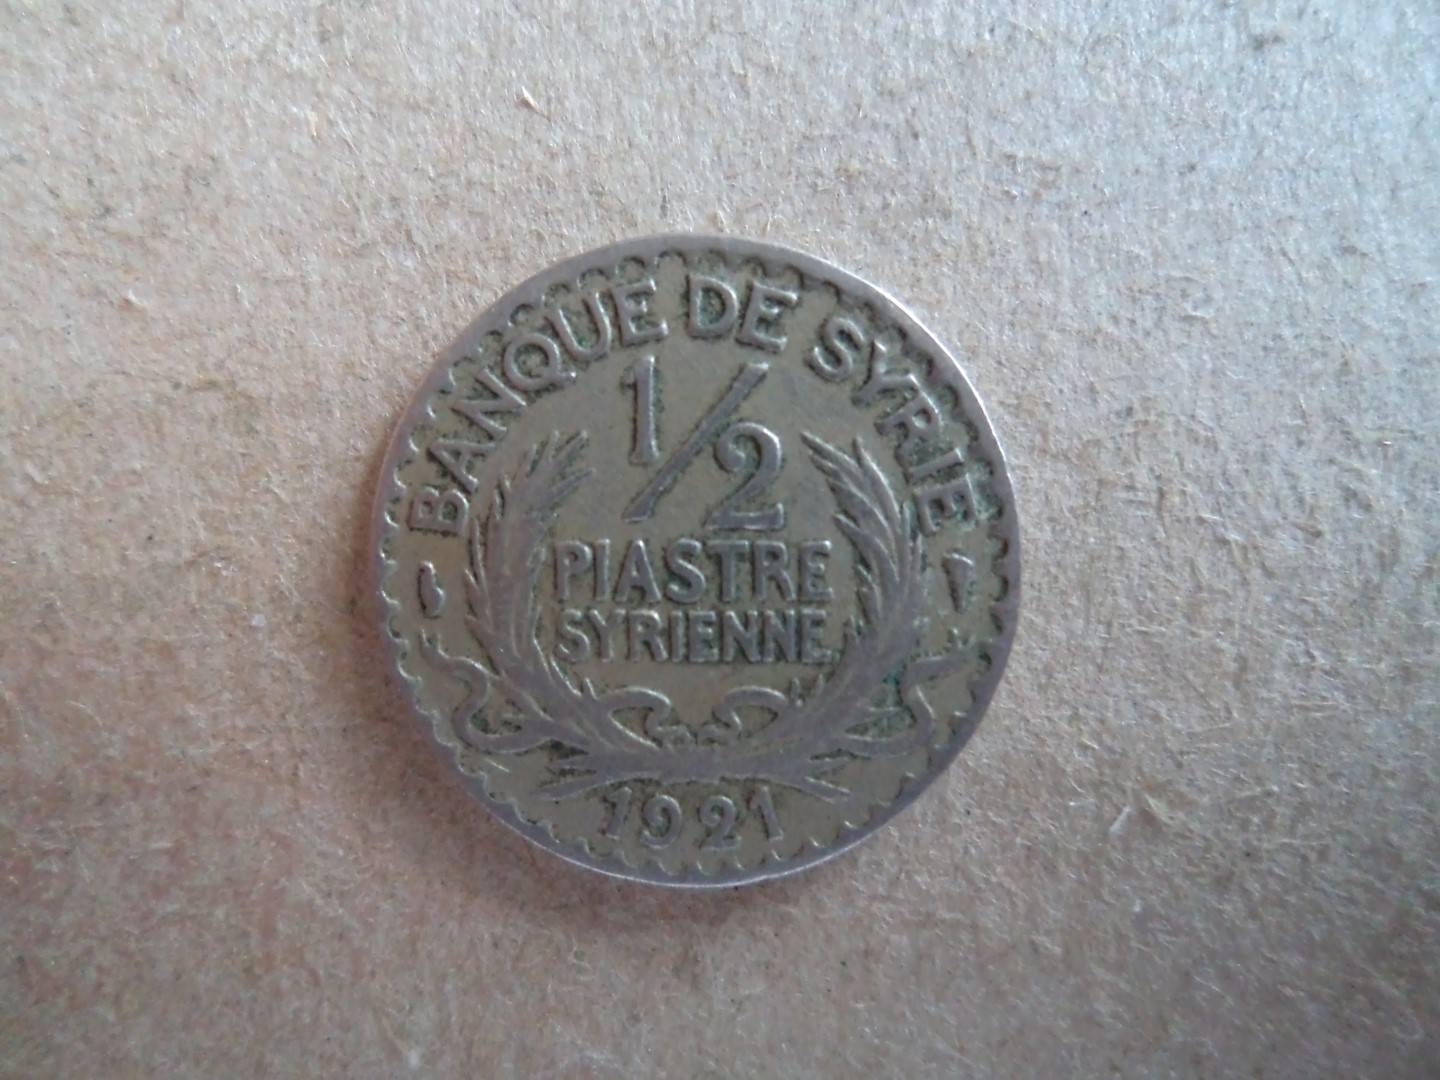 BANQUE DE SYRIE
1/2
PIASTRE
SYRIENNE
1921